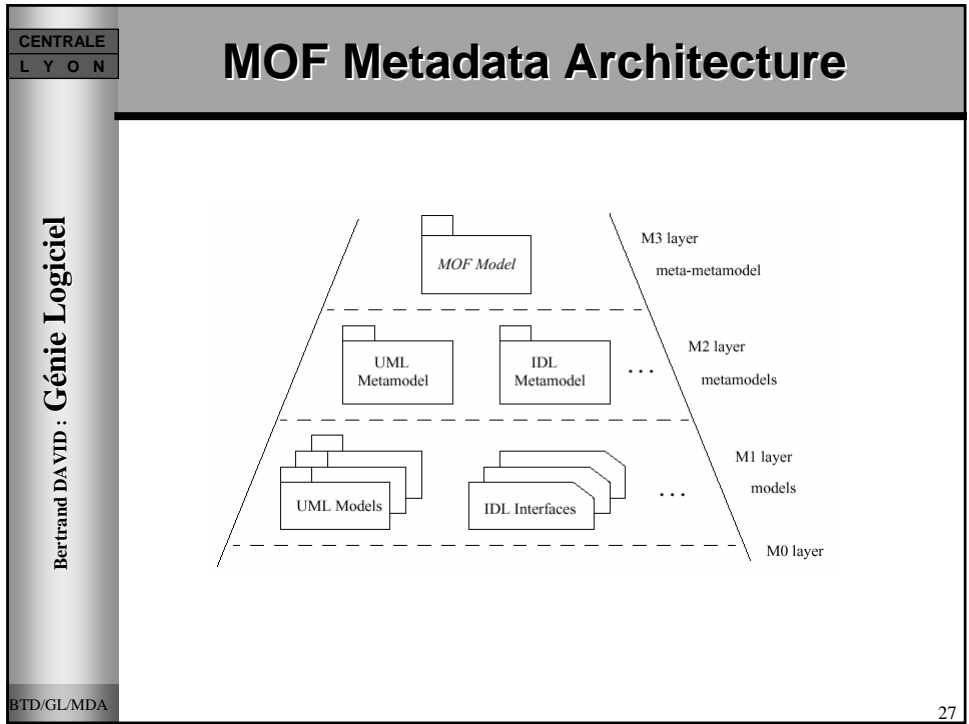 CENTRALE
L Y O N
MOF Metadata Architecture
Bertrand DAVID : Génie Logiciel
MOF Model
M3 layer
meta-metamodel
UML
Metamodel
IDL
Metamodel
...
M2 layer
metamodels
UML Models
IDL Interfaces
...
M1 layer
models
M0 layer
BTD/GL/MDA
27